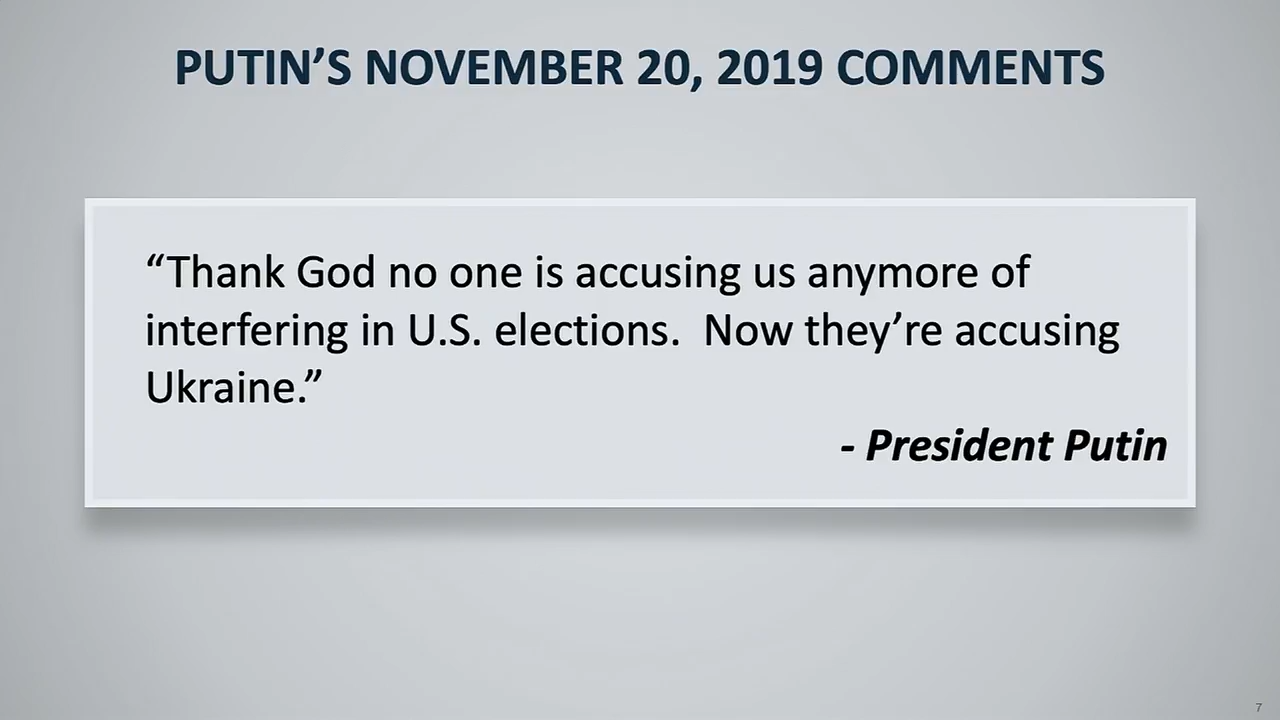 PUTIN’S NOVEMBER 20, 2019 COMMENTS
“Thank God no one is accusing us anymore of
interfering in U.S. elections.  Now they’re accusing
Ukraine.”
- President Putin
7